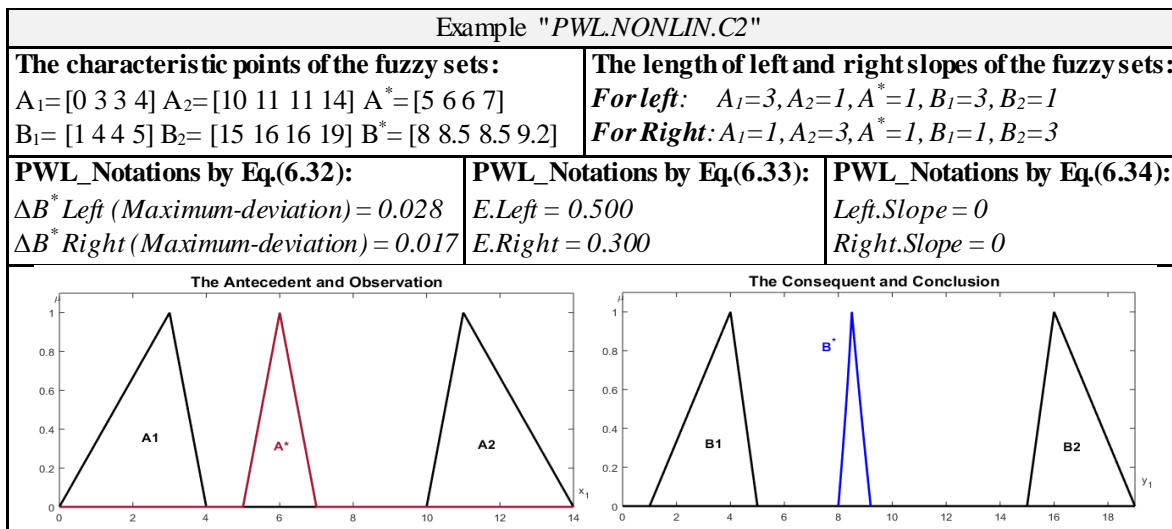 Example "PWL.NONLIN.C2"
The characteristic points of the fuzzy sets:
A₁= [0 3 3 4] A₂= [10 11 11 14] A*= [5 6 6 7]
B₁= [1 4 4 5] B₂= [15 16 16 19] B*= [8 8.5 8.5 9.2]
The length of left and right slopes of the fuzzy sets:
For left: A₁=3, A₂=1, A*=1, B₁=3, B₂=1
For Right: A₁=1, A₂=3, A*=1, B₁=1, B₂=3
PWL_Notations by Eq.(6.32):
ΔB* Left (Maximum-deviation) = 0.028
ΔB* Right (Maximum-deviation) = 0.017
PWL_Notations by Eq.(6.33):
E.Left = 0.500
E.Right = 0.300
PWL_Notations by Eq.(6.34):
Left.Slope = 0
Right.Slope = 0
The Antecedent and Observation
μ
1
0.8
0.6
0.4
0.2
0
A1
A*
A2
x₁
0 2 4 6 8 10 12 14
The Consequent and Conclusion
μ
1
0.8
0.6
0.4
0.2
0
B1
B*
B2
y₁
0 2 4 6 8 10 12 14 16 18